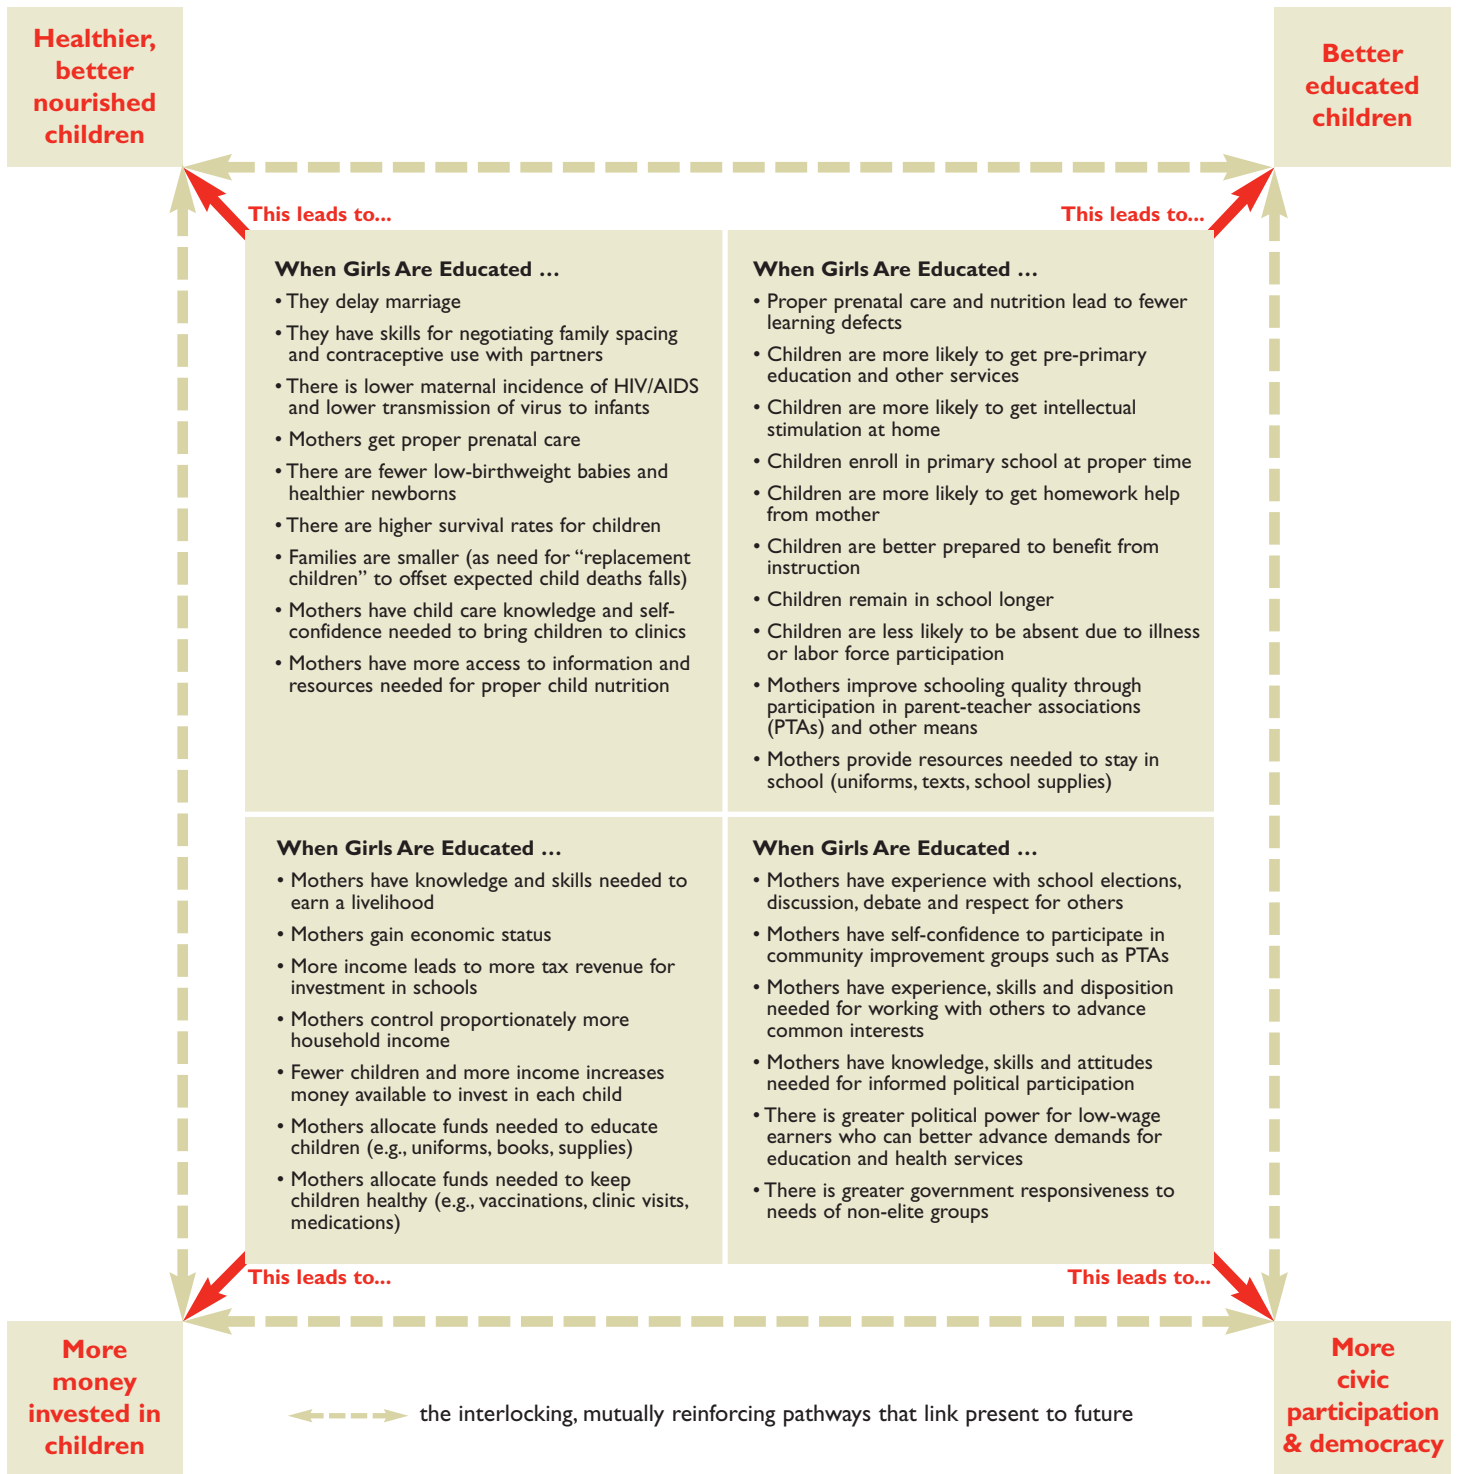 Healthier,
better
nourished
children
Better
educated
children
This leads to...
This leads to...
When Girls Are Educated …
• They delay marriage
• They have skills for negotiating family spacing
and contraceptive use with partners
• There is lower maternal incidence of HIV/AIDS
and lower transmission of virus to infants
• Mothers get proper prenatal care
• There are fewer low-birthweight babies and
healthier newborns
• There are higher survival rates for children
• Families are smaller (as need for “replacement
children” to offset expected child deaths falls)
• Mothers have child care knowledge and self-
confidence needed to bring children to clinics
• Mothers have more access to information and
resources needed for proper child nutrition
When Girls Are Educated …
• Proper prenatal care and nutrition lead to fewer
learning defects
• Children are more likely to get pre-primary
education and other services
• Children are more likely to get intellectual
stimulation at home
• Children enroll in primary school at proper time
• Children are more likely to get homework help
from mother
• Children are better prepared to benefit from
instruction
• Children remain in school longer
• Children are less likely to be absent due to illness
or labor force participation
• Mothers improve schooling quality through
participation in parent-teacher associations
(PTAs) and other means
• Mothers provide resources needed to stay in
school (uniforms, texts, school supplies)
When Girls Are Educated …
• Mothers have knowledge and skills needed to
earn a livelihood
• Mothers gain economic status
• More income leads to more tax revenue for
investment in schools
• Mothers control proportionately more
household income
• Fewer children and more income increases
money available to invest in each child
• Mothers allocate funds needed to educate
children (e.g., uniforms, books, supplies)
• Mothers allocate funds needed to keep
children healthy (e.g., vaccinations, clinic visits,
medications)
When Girls Are Educated …
• Mothers have experience with school elections,
discussion, debate and respect for others
• Mothers have self-confidence to participate in
community improvement groups such as PTAs
• Mothers have experience, skills and disposition
needed for working with others to advance
common interests
• Mothers have knowledge, skills and attitudes
needed for informed political participation
• There is greater political power for low-wage
earners who can better advance demands for
education and health services
• There is greater government responsiveness to
needs of non-elite groups
This leads to...
This leads to...
More
money
invested in
children
More
civic
participation
& democracy
the interlocking, mutually reinforcing pathways that link present to future